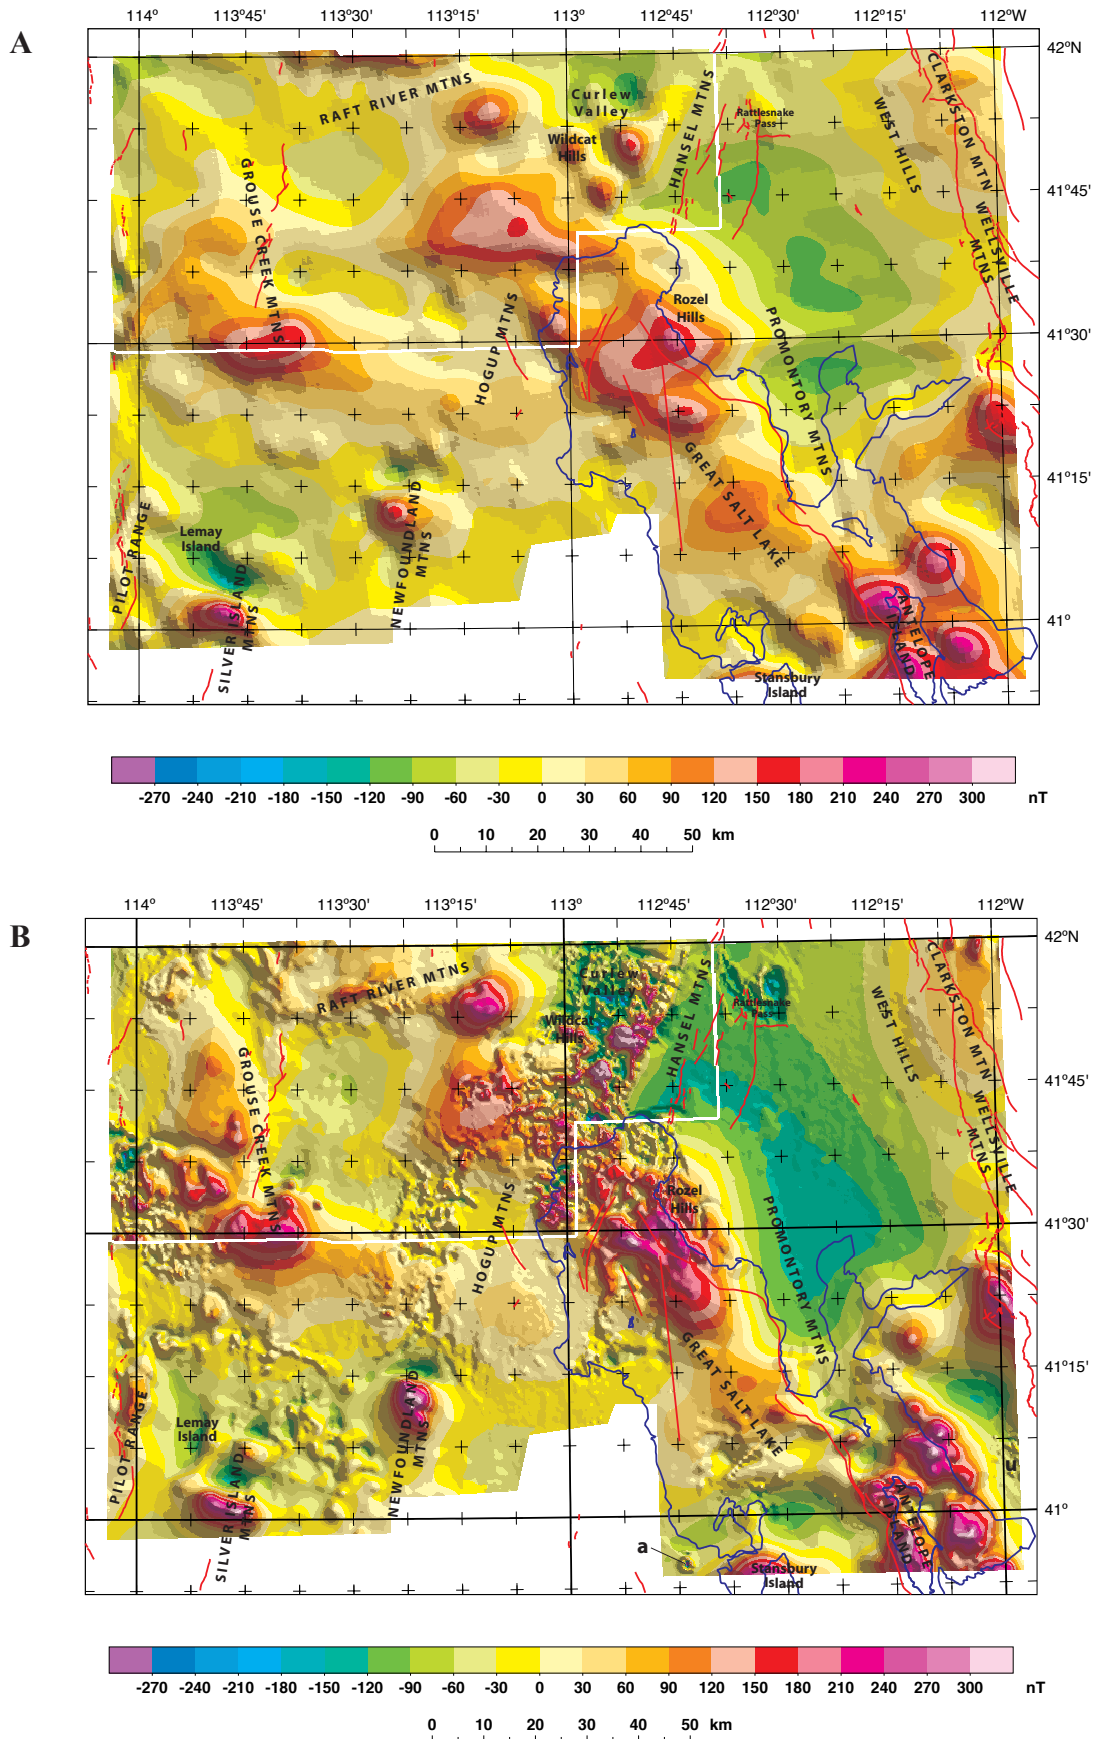 A
114° 113°45' 113°30' 113°15' 113° 112°45' 112°30' 112°15' 112°W
42°N
41°45'
41°30'
41°15'
41°
RAFT RIVER MTNS
Curlew
Valley
HANSEL MTNS
Rattlesnake
Pass
WEST HILLS
CLARKSTON MTN
WELLSVILLE
MTNS
Wildcat
Hills
GROUSE CREEK MTNS
HOGUP MTNS
Rozel
Hills
PROMONTORY MTNS
GREAT SALT LAKE
PILOT RANGE
Lemay
Island
SILVER ISLAND
MTNS
NEWFOUNDLAND
MTNS
ANTELOPE
ISLAND
Stansbury
Island
-270 -240 -210 -180 -150 -120 -90 -60 -30 0 30 60 90 120 150 180 210 240 270 300 nT
0 10 20 30 40 50 km
B
114° 113°45' 113°30' 113°15' 113° 112°45' 112°30' 112°15' 112°W
42°N
41°45'
41°30'
41°15'
41°
RAFT RIVER MTNS
Curlew
Valley
HANSEL MTNS
Rattlesnake
Pass
WEST HILLS
CLARKSTON MTN
WELLSVILLE
MTNS
Wildcat
Hills
GROUSE CREEK MTNS
HOGUP MTNS
Rozel
Hills
PROMONTORY MTNS
GREAT SALT LAKE
PILOT RANGE
Lemay
Island
SILVER ISLAND
MTNS
NEWFOUNDLAND
MTNS
u
ANTELOPE
ISLAND
a
Stansbury
Island
-270 -240 -210 -180 -150 -120 -90 -60 -30 0 30 60 90 120 150 180 210 240 270 300 nT
0 10 20 30 40 50 km